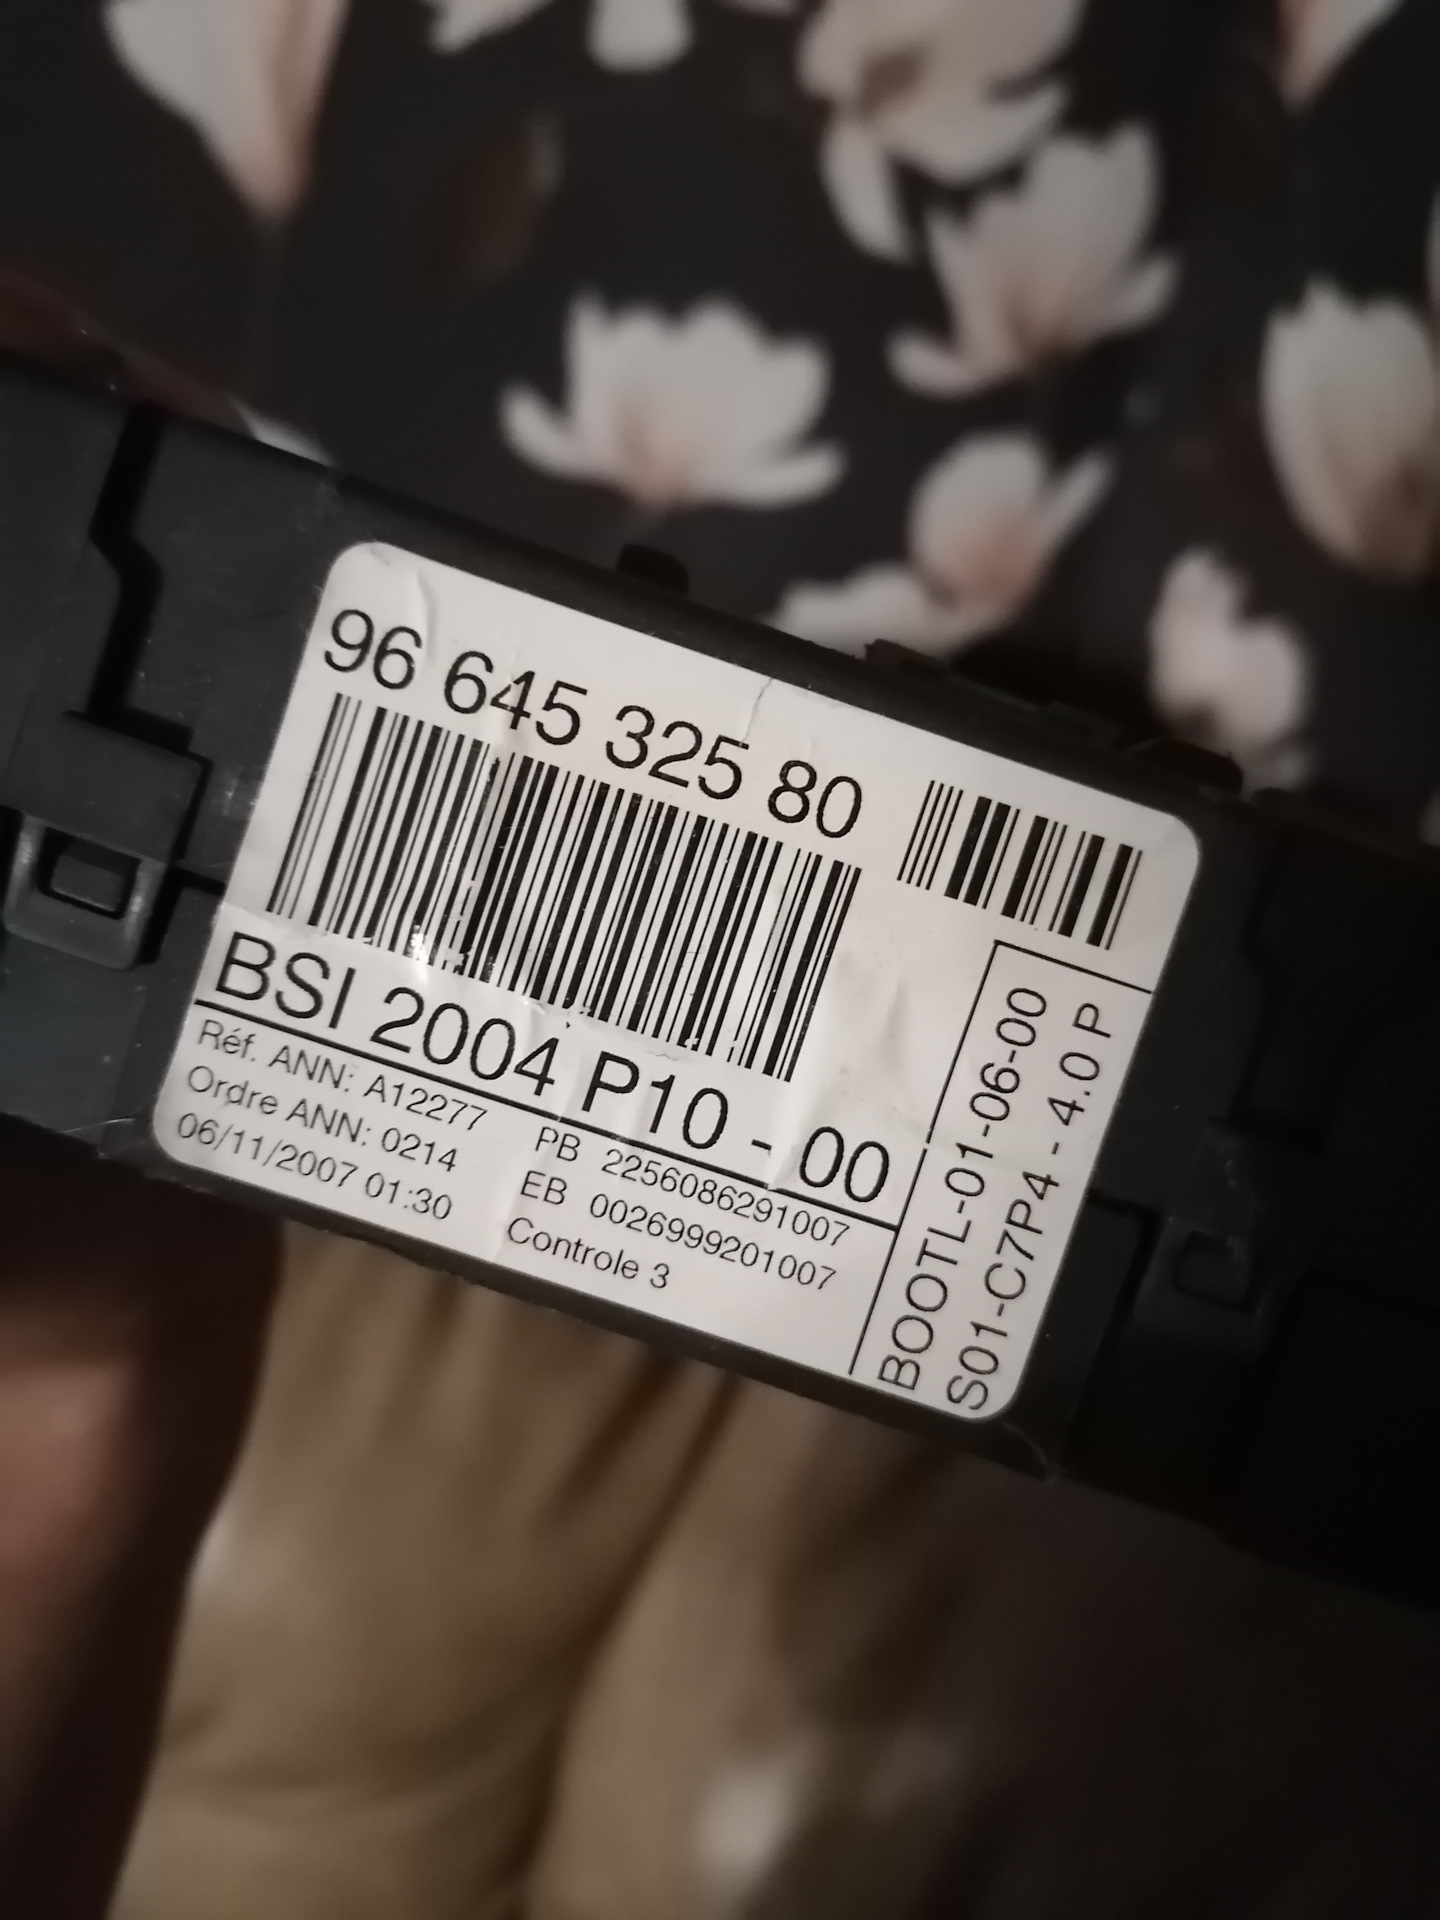 96 645 325 80
BSI 2004 P10 - 00
Réf. ANN: A12277
Ordre ANN: 0214
06/11/2007 01:30
PB 2256086291007
EB 0026999201007
Controle 3
BOOTL-01-06-00
S01-C7P4 - 4.0 P